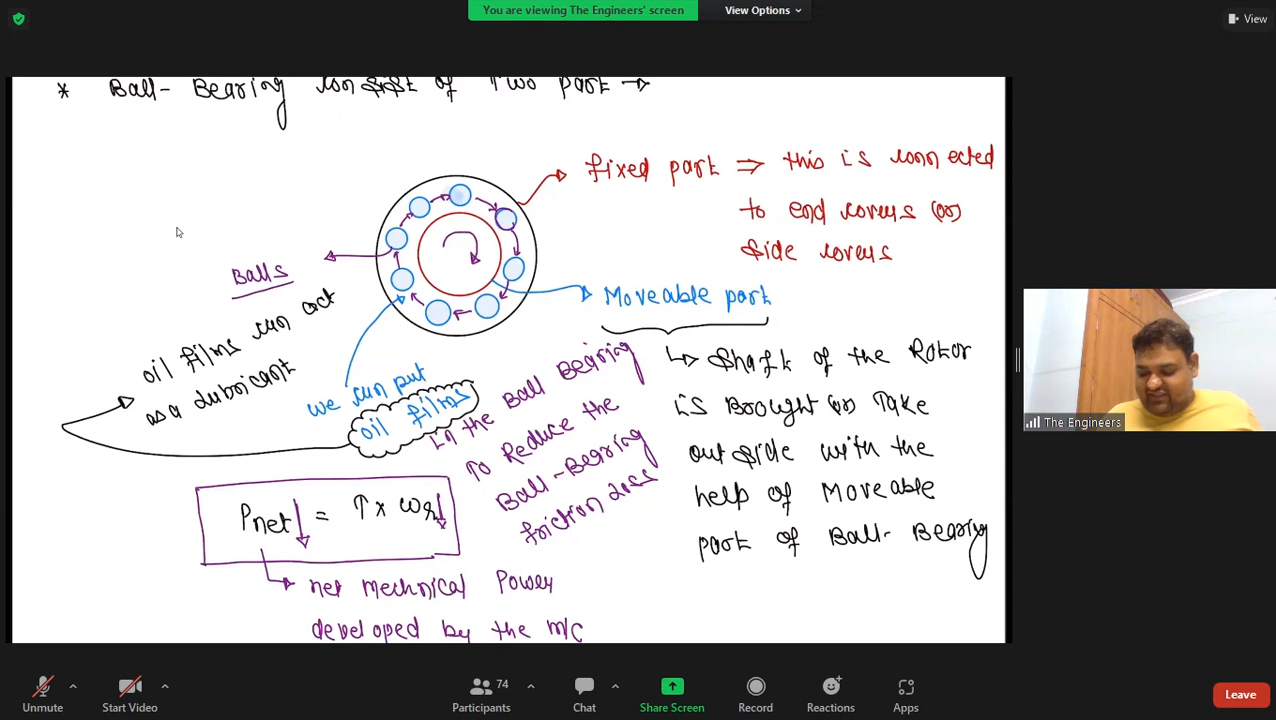 You are viewing The Engineers' screen
View Options
View
* Ball-Bearing consist of Two part →
fixed part ⇒ this is connected
to end covers (or)
side covers
Balls
Moveable part
oil films can act
as a lubricant
we can put
oil films
In the Ball Bearing
To Reduce the
Ball-Bearing
friction loss
↳ Shaft of the Rotor
is Brought (or) Take
out side with the
help of Moveable
part of Ball-Bearing
Pnet↓ = T x ωr↓
net mechnical Power
developed by the m/c
The Engineers
Unmute
Start Video
74
Participants
Chat
Share Screen
Record
Reactions
Apps
Leave